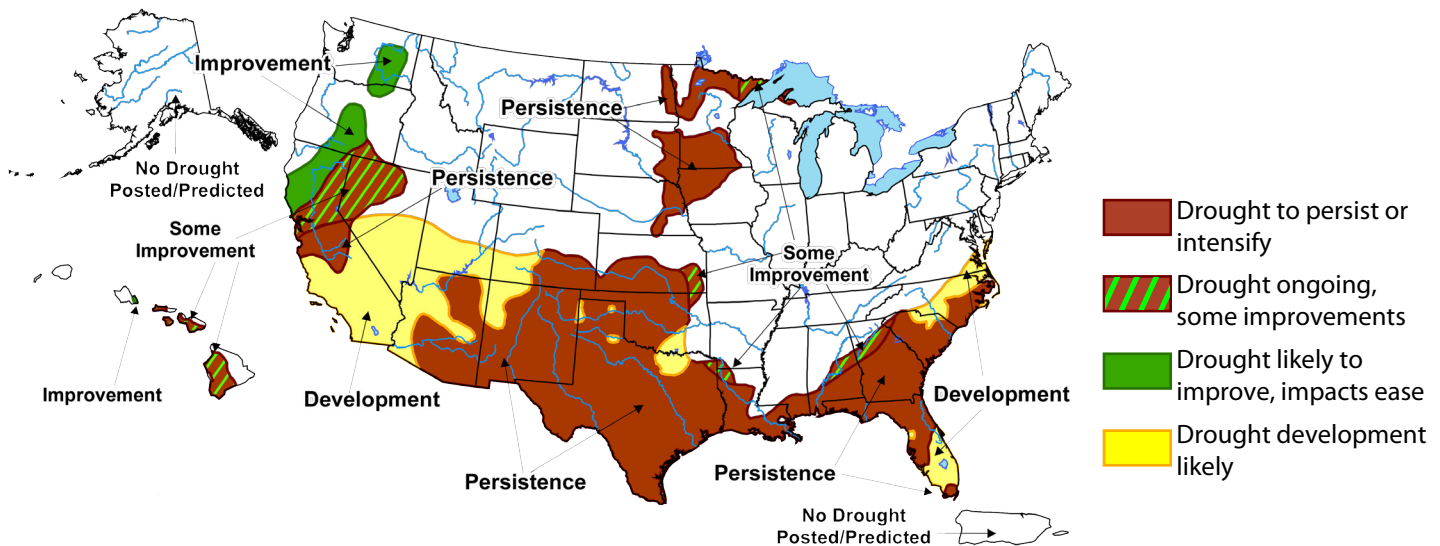 Improvement
Persistence
No Drought
Posted/Predicted
Persistence
Some
Improvement
Some
Improvement
Improvement
Development
Development
Persistence
Persistence
No Drought
Posted/Predicted
Drought to persist or
intensify
Drought ongoing,
some improvements
Drought likely to
improve, impacts ease
Drought development
likely